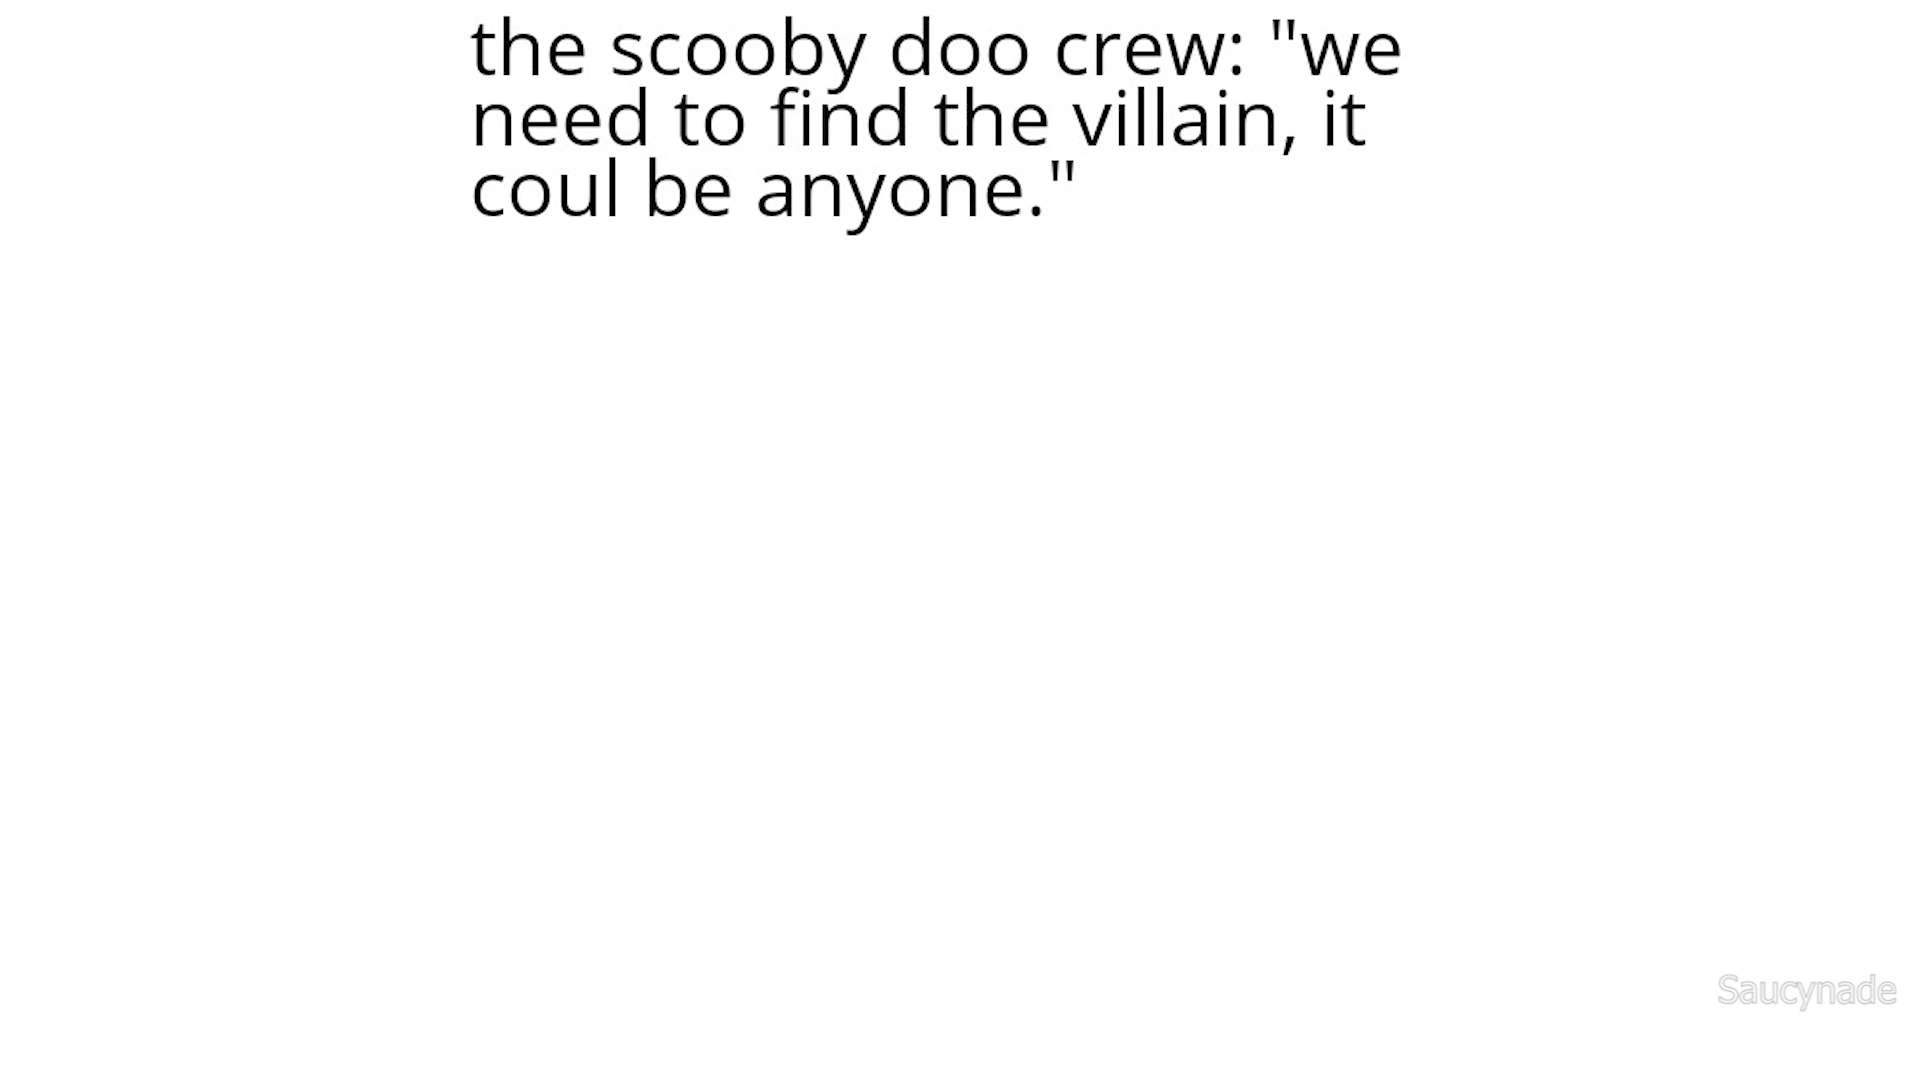 the scooby doo crew: "we
need to find the villain, it
coul be anyone."
Saucynade